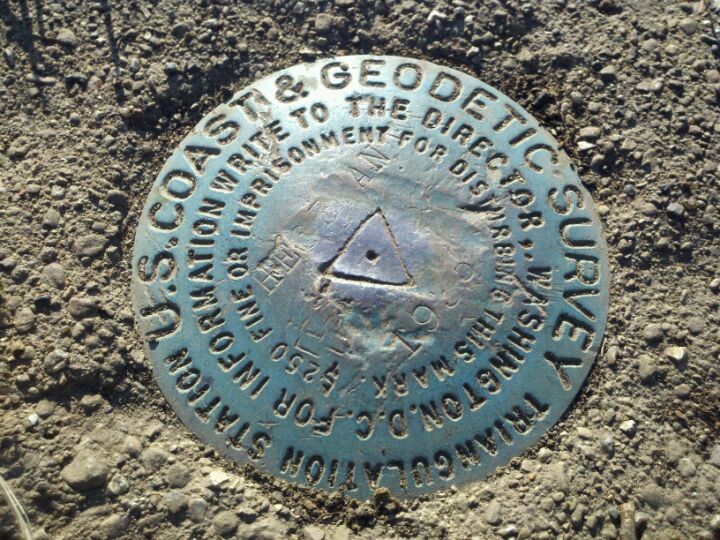 U.S. COAST & GEODETIC SURVEY
TRIANGULATION STATION
FOR INFORMATION WRITE TO THE DIRECTOR, WASHINGTON, D.C.
$250 FINE OR IMPRISONMENT FOR DISTURBING THIS MARK